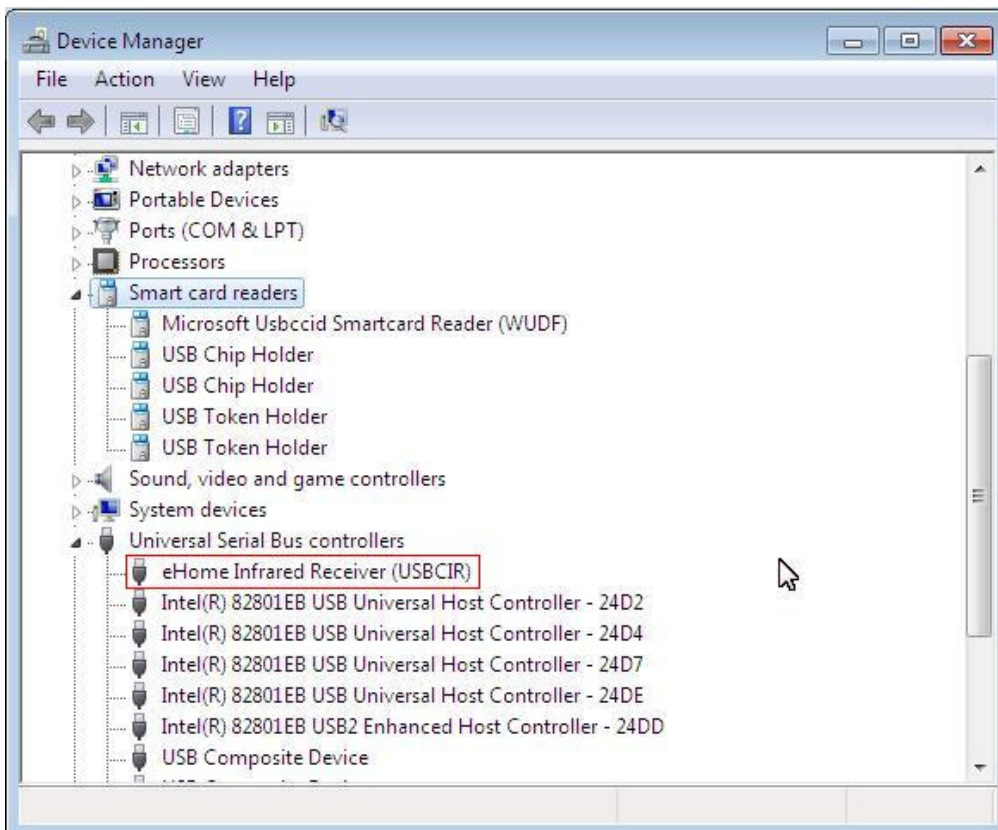 Device Manager
File Action View Help
Network adapters
Portable Devices
Ports (COM & LPT)
Processors
Smart card readers
Microsoft Usbccid Smartcard Reader (WUDF)
USB Chip Holder
USB Chip Holder
USB Token Holder
USB Token Holder
Sound, video and game controllers
System devices
Universal Serial Bus controllers
eHome Infrared Receiver (USBCIR)
Intel(R) 82801EB USB Universal Host Controller - 24D2
Intel(R) 82801EB USB Universal Host Controller - 24D4
Intel(R) 82801EB USB Universal Host Controller - 24D7
Intel(R) 82801EB USB Universal Host Controller - 24DE
Intel(R) 82801EB USB2 Enhanced Host Controller - 24DD
USB Composite Device